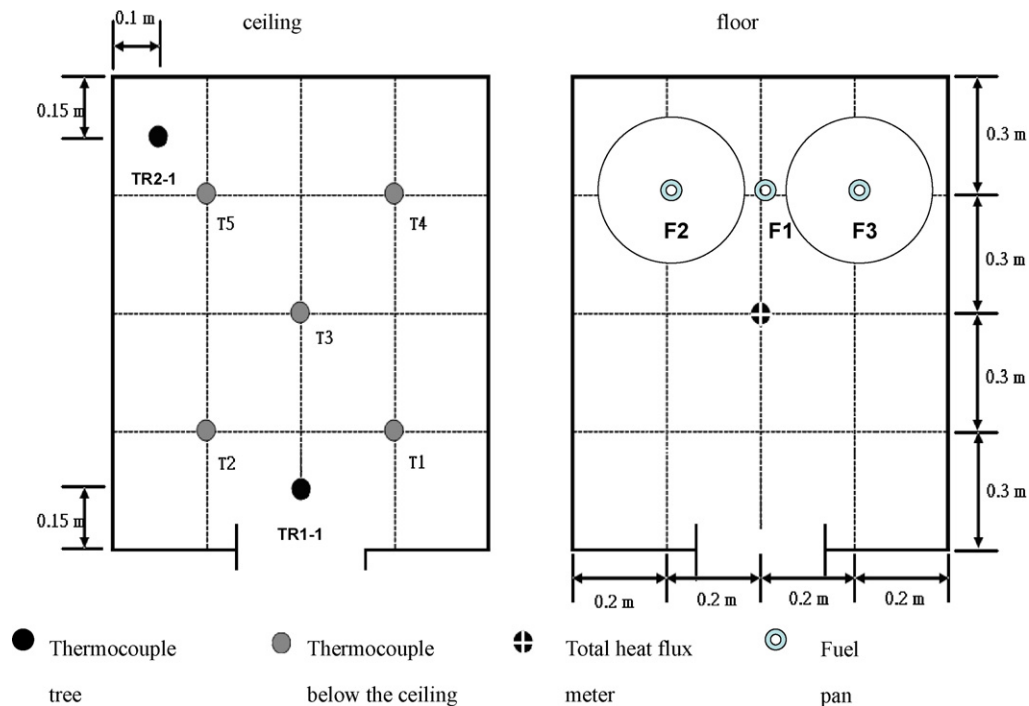 0.1 m
ceiling
floor
0.15 m
TR2-1
T5
T4
T3
T2
T1
TR1-1
0.15 m
F2
F1
F3
0.3 m
0.3 m
0.3 m
0.3 m
0.2 m
0.2 m
0.2 m
0.2 m
Thermocouple
tree
Thermocouple
below the ceiling
Total heat flux
meter
Fuel
pan